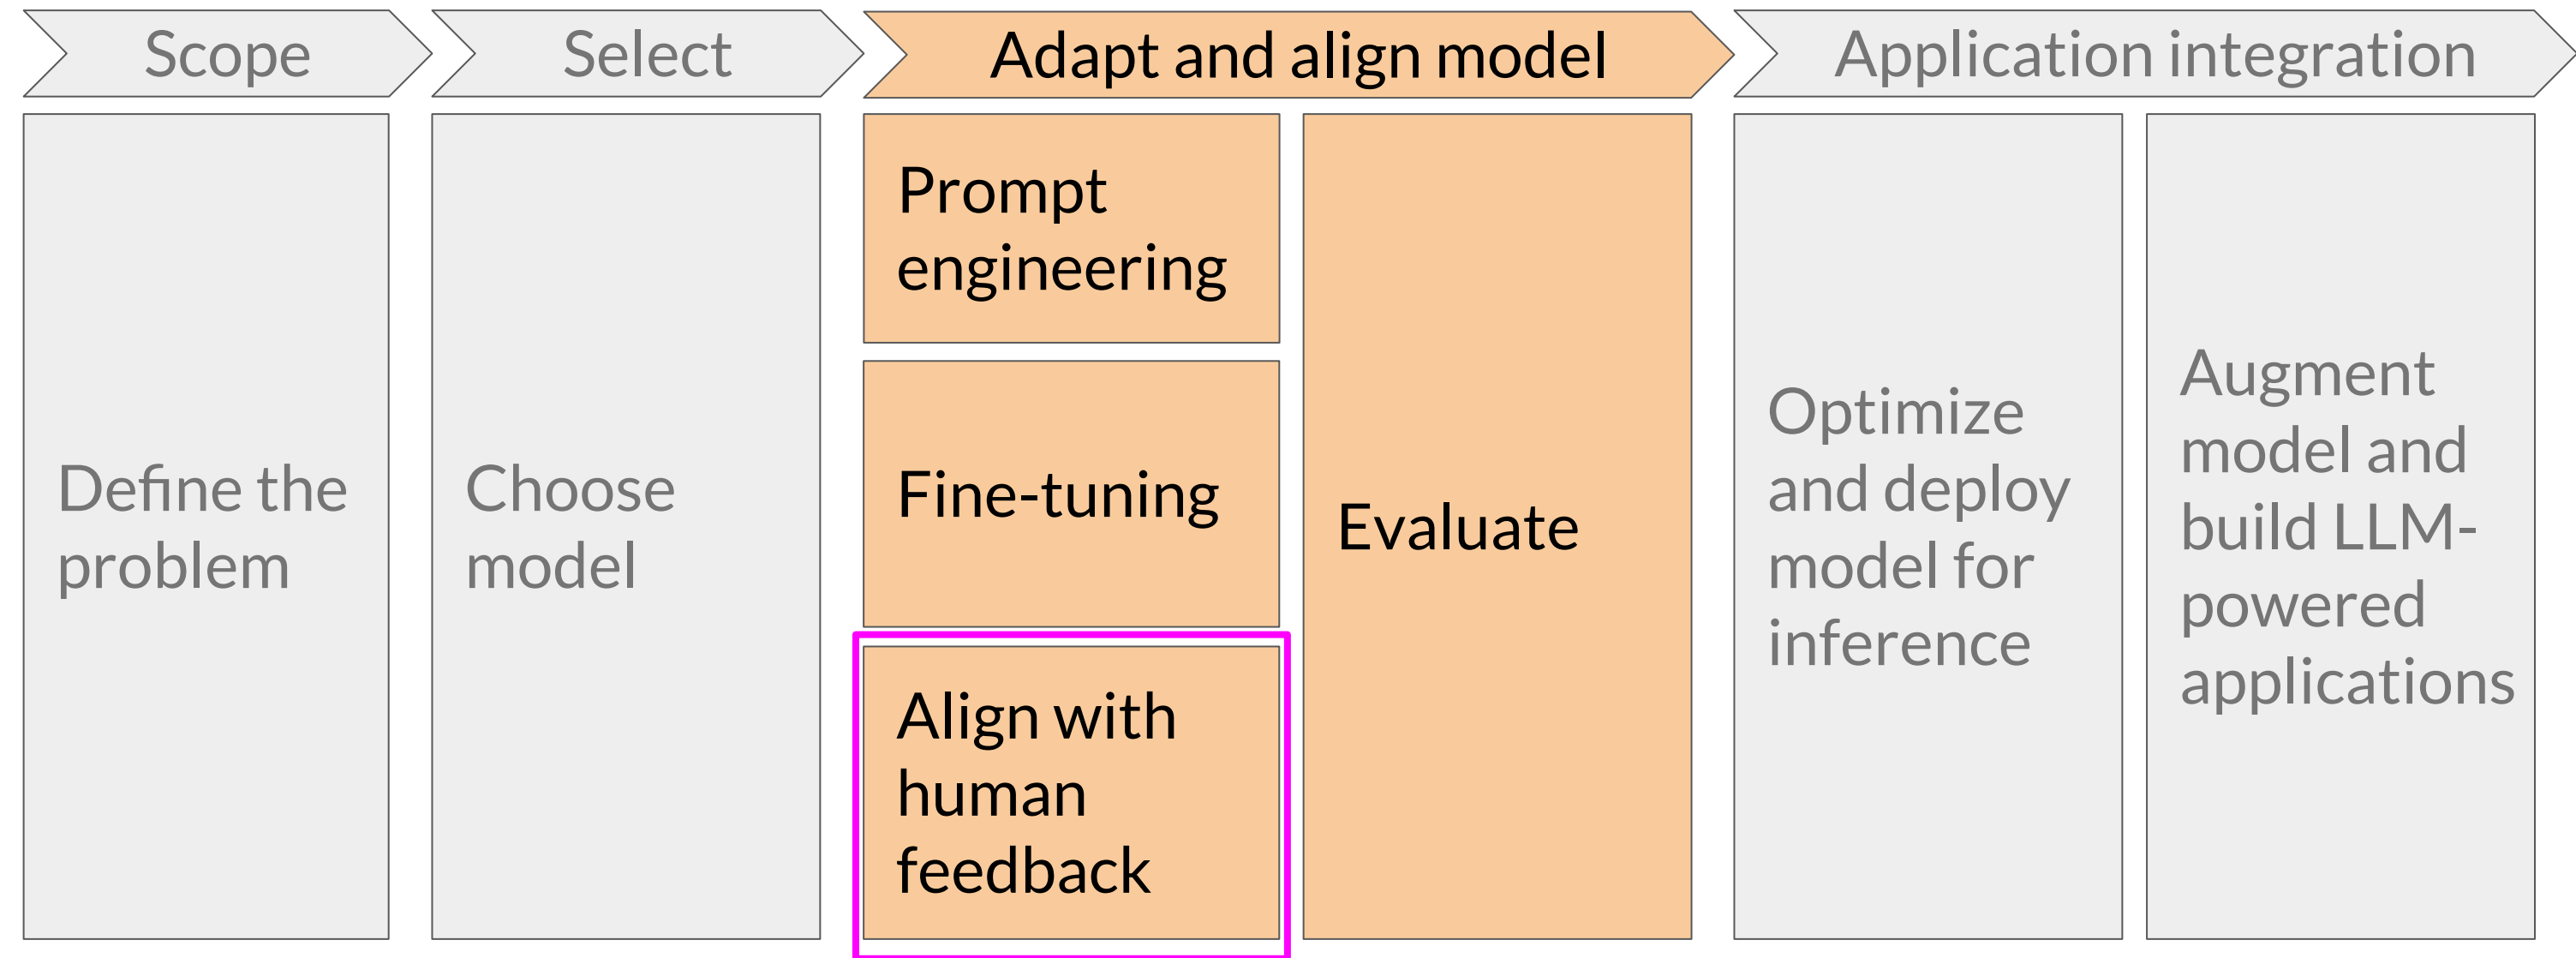 Scope
Select
Adapt and align model
Application integration
Define the
problem
Choose
model
Prompt
engineering
Fine-tuning
Align with
human
feedback
Evaluate
Optimize
and deploy
model for
inference
Augment
model and
build LLM-
powered
applications